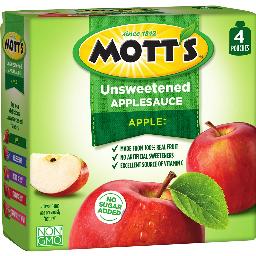 since 1842
MOTT'S
4
POUCHES
Unsweetened
APPLESAUCE
APPLE
✓ MADE FROM 100% REAL FRUIT
✓ NO ARTIFICIAL SWEETENERS
✓ EXCELLENT SOURCE OF VITAMIN C
NO
SUGAR
ADDED
NON
GMO